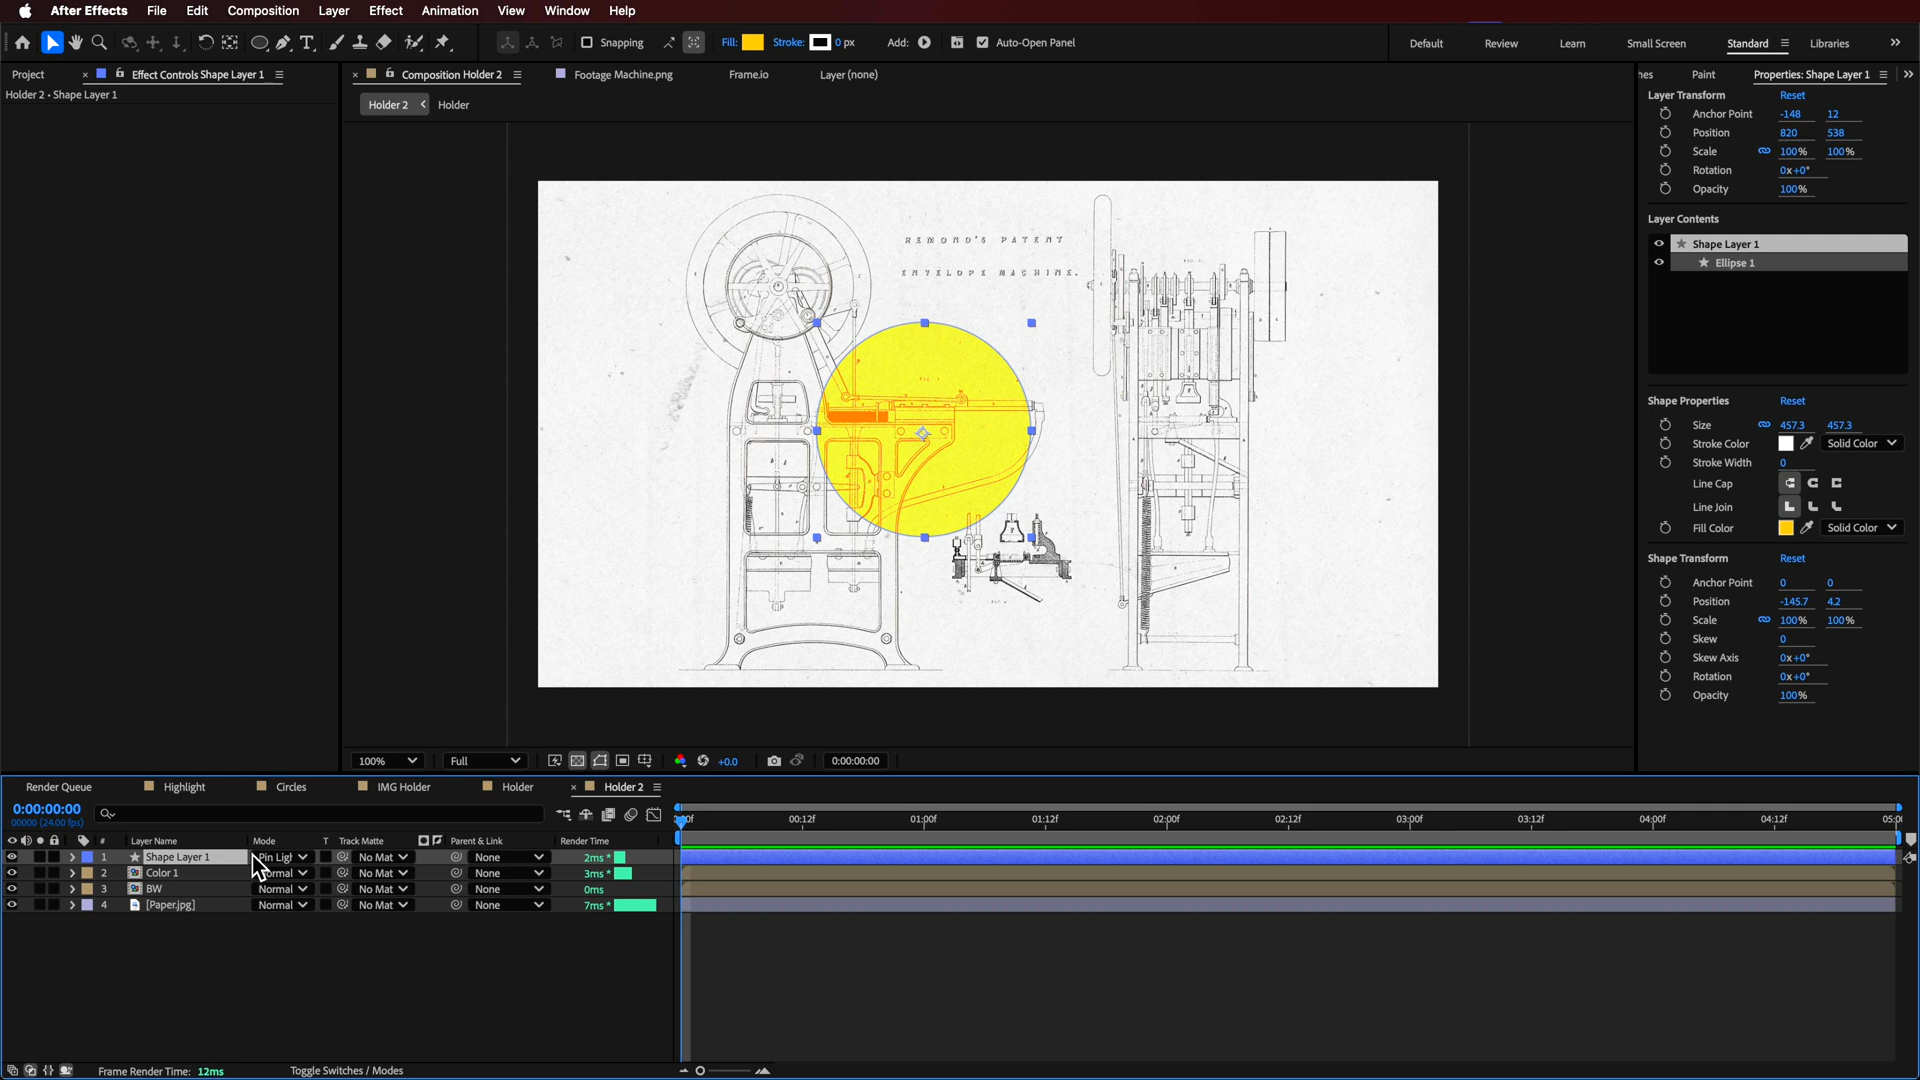 After Effects File Edit Composition Layer Effect Animation View Window Help
Snapping Fill: Stroke: 0 px Add: Auto-Open Panel Default Review Learn Small Screen Standard Libraries
Project Effect Controls Shape Layer 1 Composition Holder 2 Footage Machine.png Frame.io Layer (none) Paint Properties: Shape Layer 1
Holder 2 • Shape Layer 1
Holder 2 Holder
REMOND'S PATENT
ENVELOPE MACHINE.
Layer Transform Reset
Anchor Point -148 12
Position 820 538
Scale 100% 100%
Rotation 0x+0°
Opacity 100%
Layer Contents
Shape Layer 1
Ellipse 1
Shape Properties Reset
Size 457.3 457.3
Stroke Color Solid Color
Stroke Width 0
Line Cap
Line Join
Fill Color Solid Color
Shape Transform Reset
Anchor Point 0 0
Position -145.7 4.2
Scale 100% 100%
Skew 0
Skew Axis 0x+0°
Rotation 0x+0°
Opacity 100%
100% Full +0.0 0:00:00:00
Render Queue Highlight Circles IMG Holder Holder Holder 2
0:00:00:00
00000 (24.00 fps)
00:12f 01:00f 01:12f 02:00f 02:12f 03:00f 03:12f 04:00f 04:12f
# Layer Name Mode T Track Matte Parent & Link Render Time
1 Shape Layer 1 Pin Ligh No Mat None 2ms *
2 Color 1 No Mat None 3ms *
3 BW Normal No Mat None 0ms
4 [Paper.jpg] Normal No Mat None 7ms *
Frame Render Time: 12ms Toggle Switches / Modes